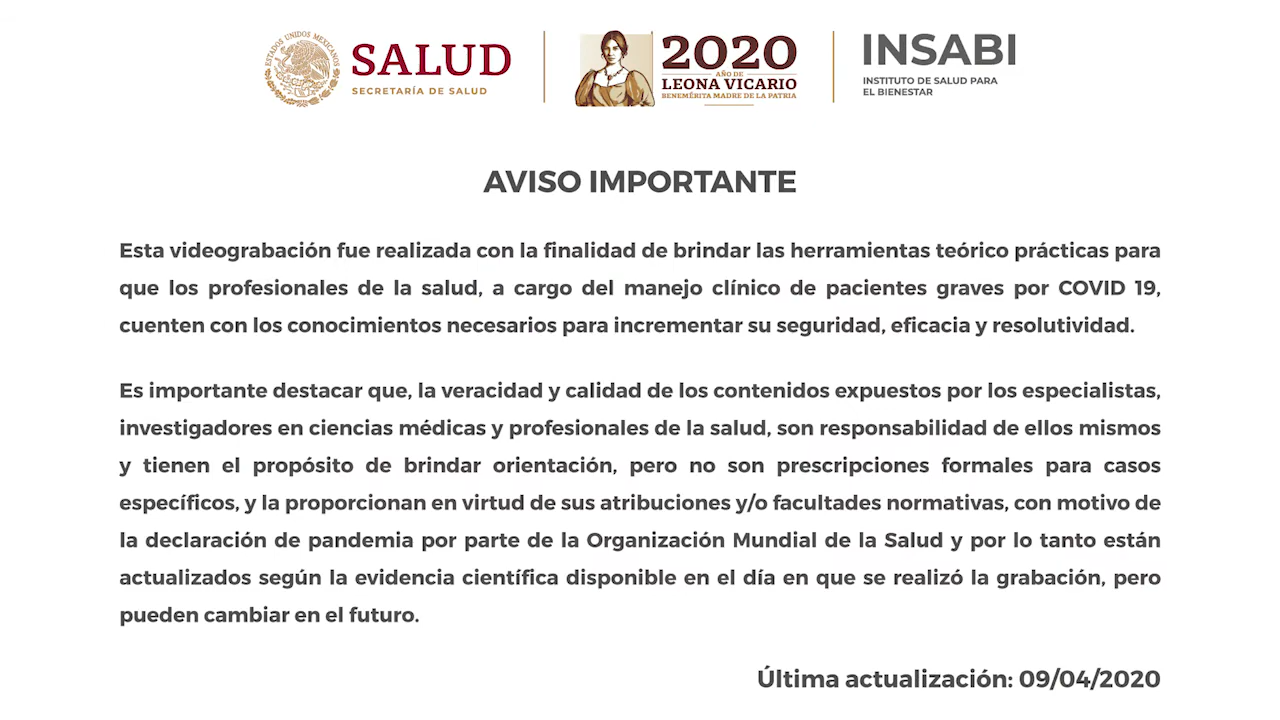 ESTADOS UNIDOS MEXICANOS
SALUD
SECRETARÍA DE SALUD
2020
AÑO DE
LEONA VICARIO
BENEMÉRITA MADRE DE LA PATRIA
INSABI
INSTITUTO DE SALUD PARA
EL BIENESTAR
AVISO IMPORTANTE
Esta videograbación fue realizada con la finalidad de brindar las herramientas teórico prácticas para
que los profesionales de la salud, a cargo del manejo clínico de pacientes graves por COVID 19,
cuenten con los conocimientos necesarios para incrementar su seguridad, eficacia y resolutividad.
Es importante destacar que, la veracidad y calidad de los contenidos expuestos por los especialistas,
investigadores en ciencias médicas y profesionales de la salud, son responsabilidad de ellos mismos
y tienen el propósito de brindar orientación, pero no son prescripciones formales para casos
específicos, y la proporcionan en virtud de sus atribuciones y/o facultades normativas, con motivo de
la declaración de pandemia por parte de la Organización Mundial de la Salud y por lo tanto están
actualizados según la evidencia científica disponible en el día en que se realizó la grabación, pero
pueden cambiar en el futuro.
Última actualización: 09/04/2020